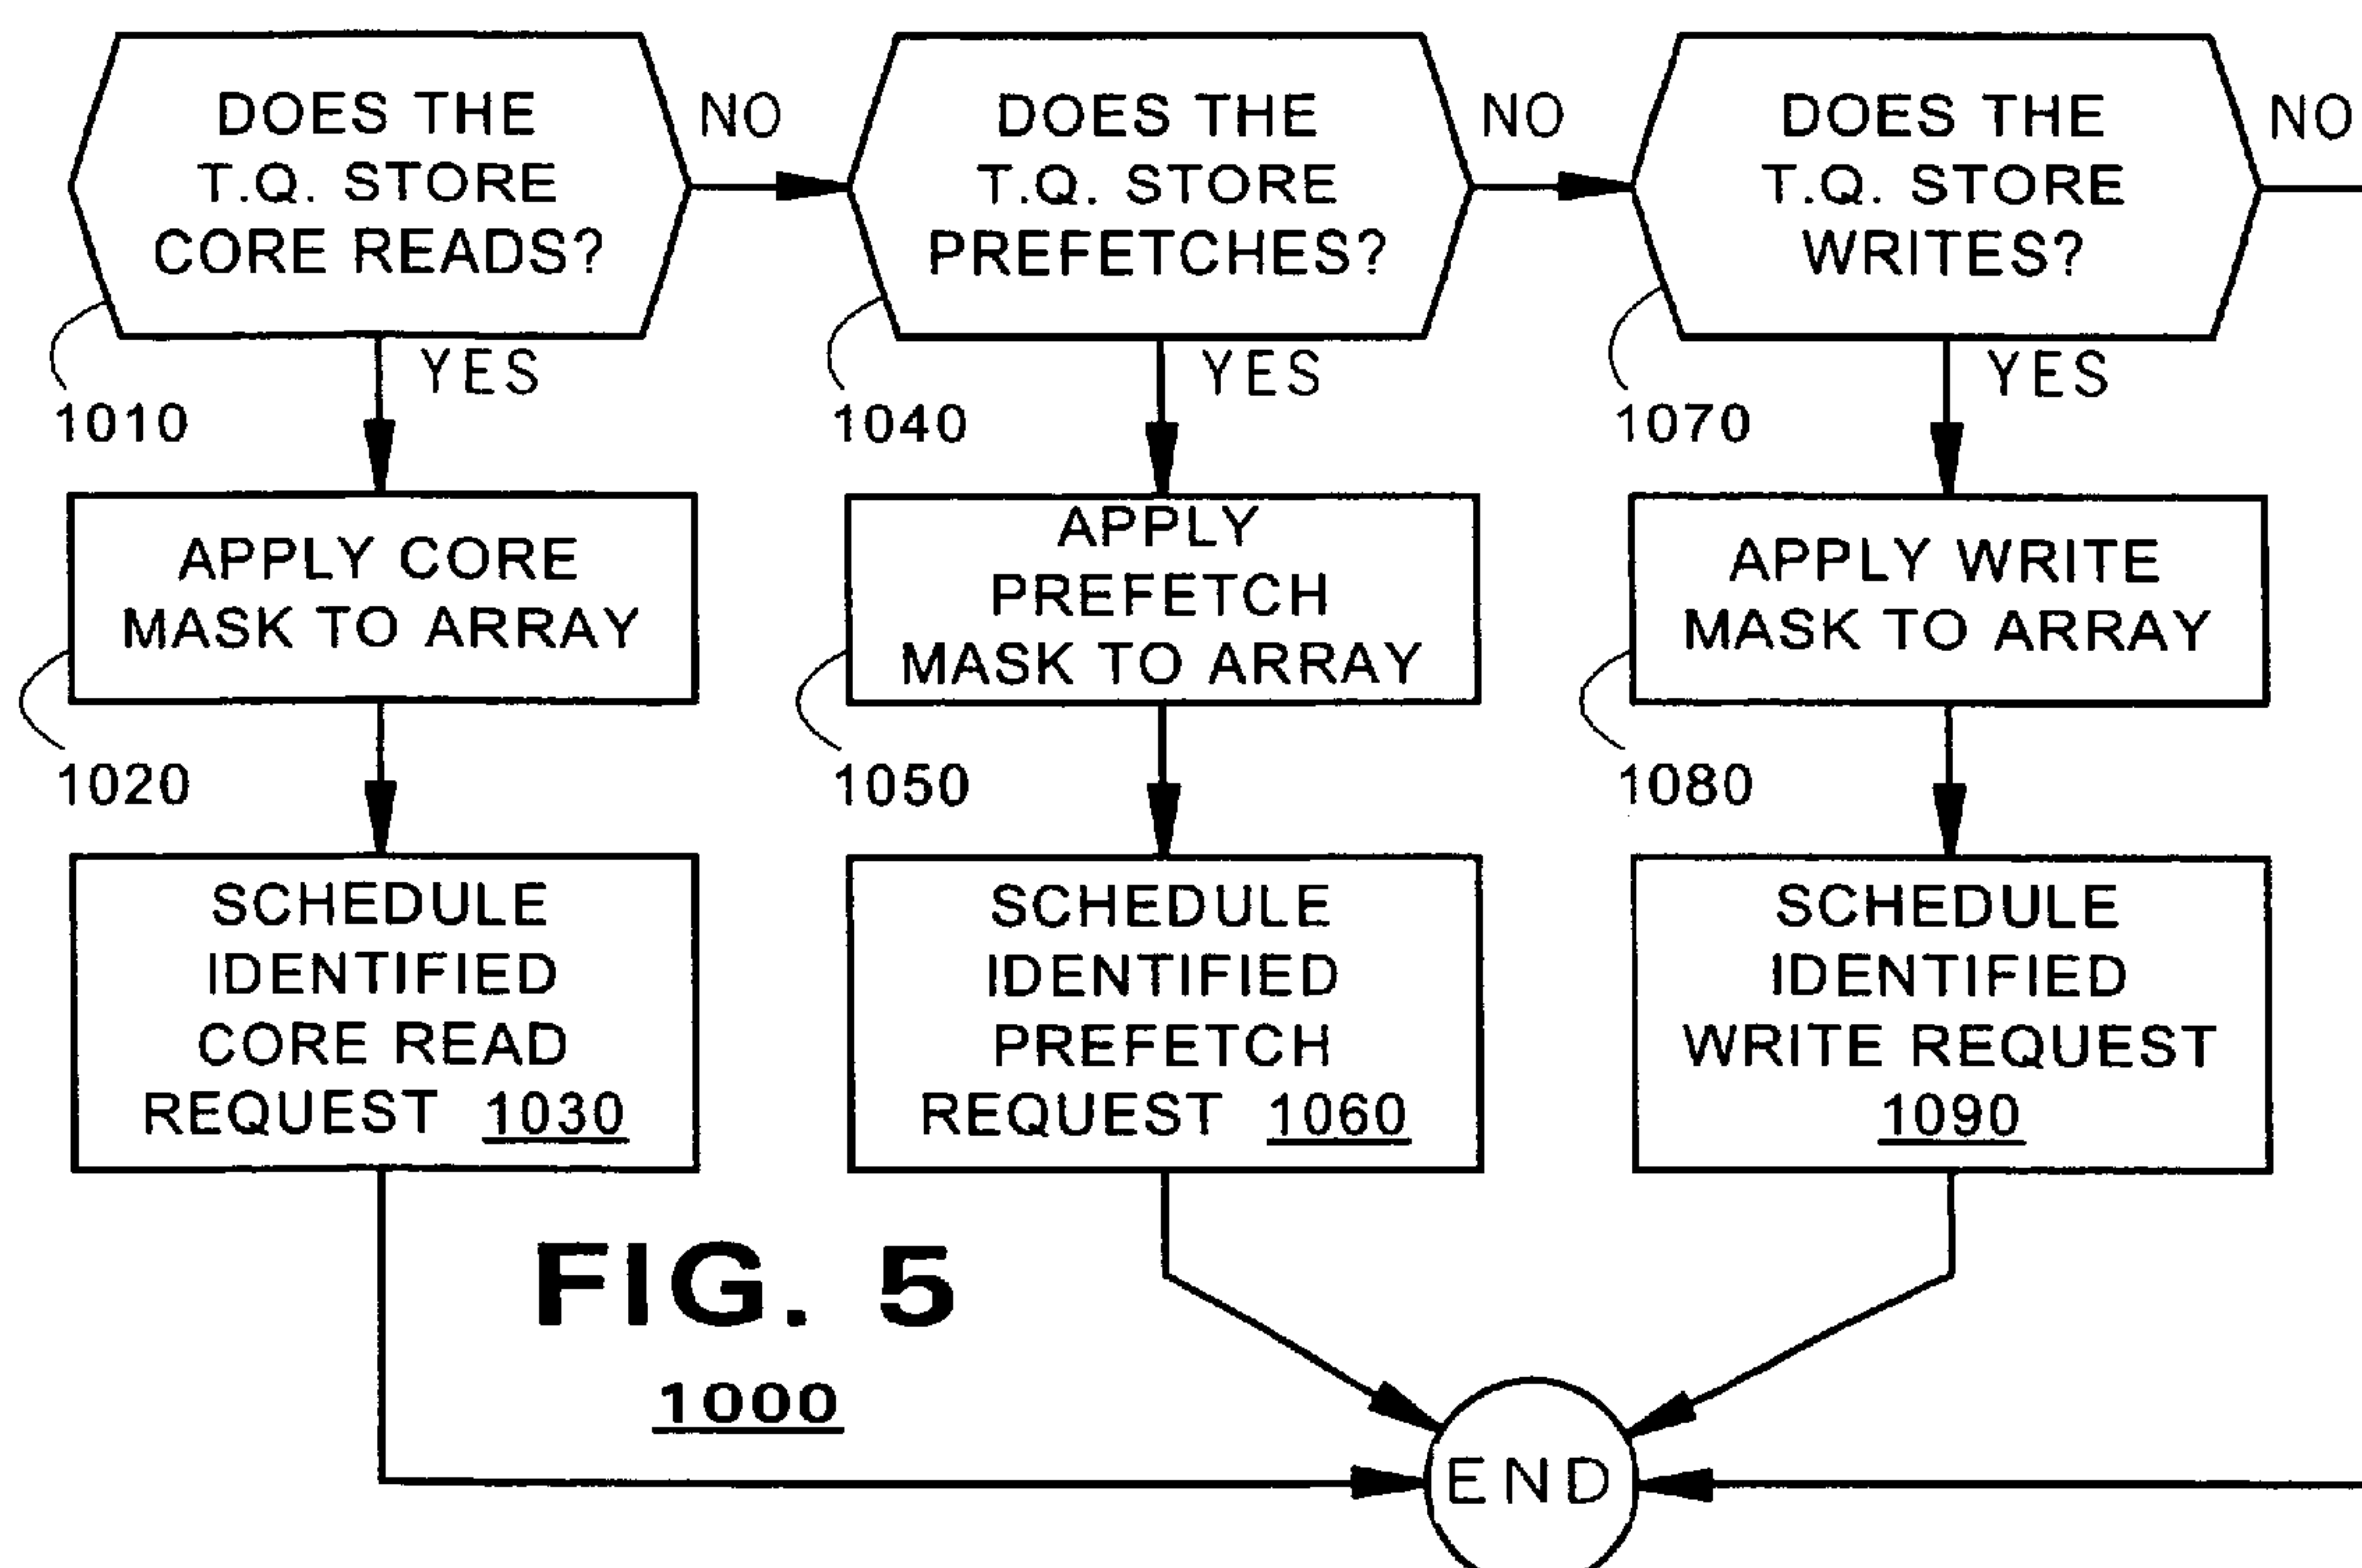 DOES THE
T.Q. STORE
CORE READS?
NO
DOES THE
T.Q. STORE
PREFETCHES?
NO
DOES THE
T.Q. STORE
WRITES?
NO
YES
1010
YES
1040
YES
1070
APPLY CORE
MASK TO ARRAY
1020
APPLY
PREFETCH
MASK TO ARRAY
1050
APPLY WRITE
MASK TO ARRAY
1080
SCHEDULE
IDENTIFIED
CORE READ
REQUEST 1030
SCHEDULE
IDENTIFIED
PREFETCH
REQUEST 1060
SCHEDULE
IDENTIFIED
WRITE REQUEST
1090
FIG. 5
1000
END